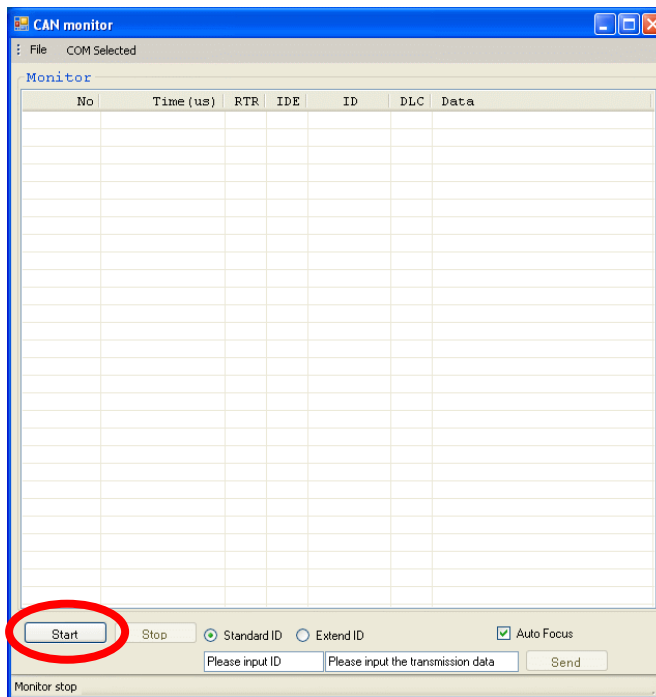 CAN monitor
File COM Selected
Monitor
No Time(us) RTR IDE ID DLC Data
Start Stop Standard ID Extend ID Auto Focus
Please input ID Please input the transmission data Send
Monitor stop